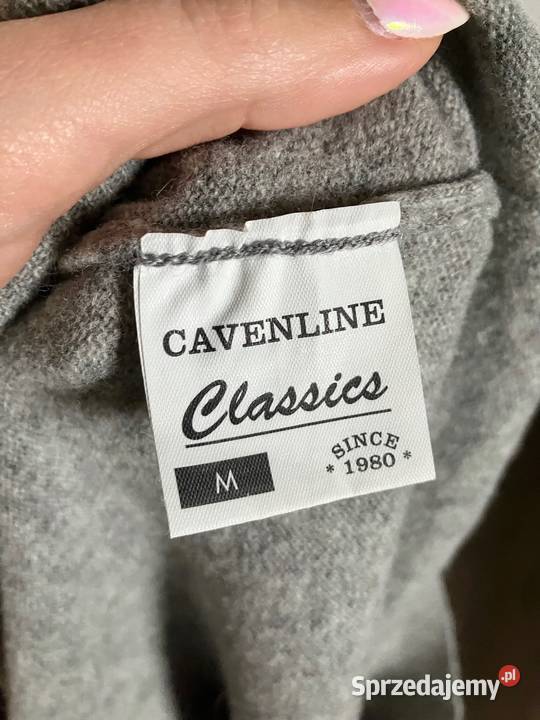 CAVENLINE
Classics
SINCE
* 1980 *
M
Sprzedajemy.pl